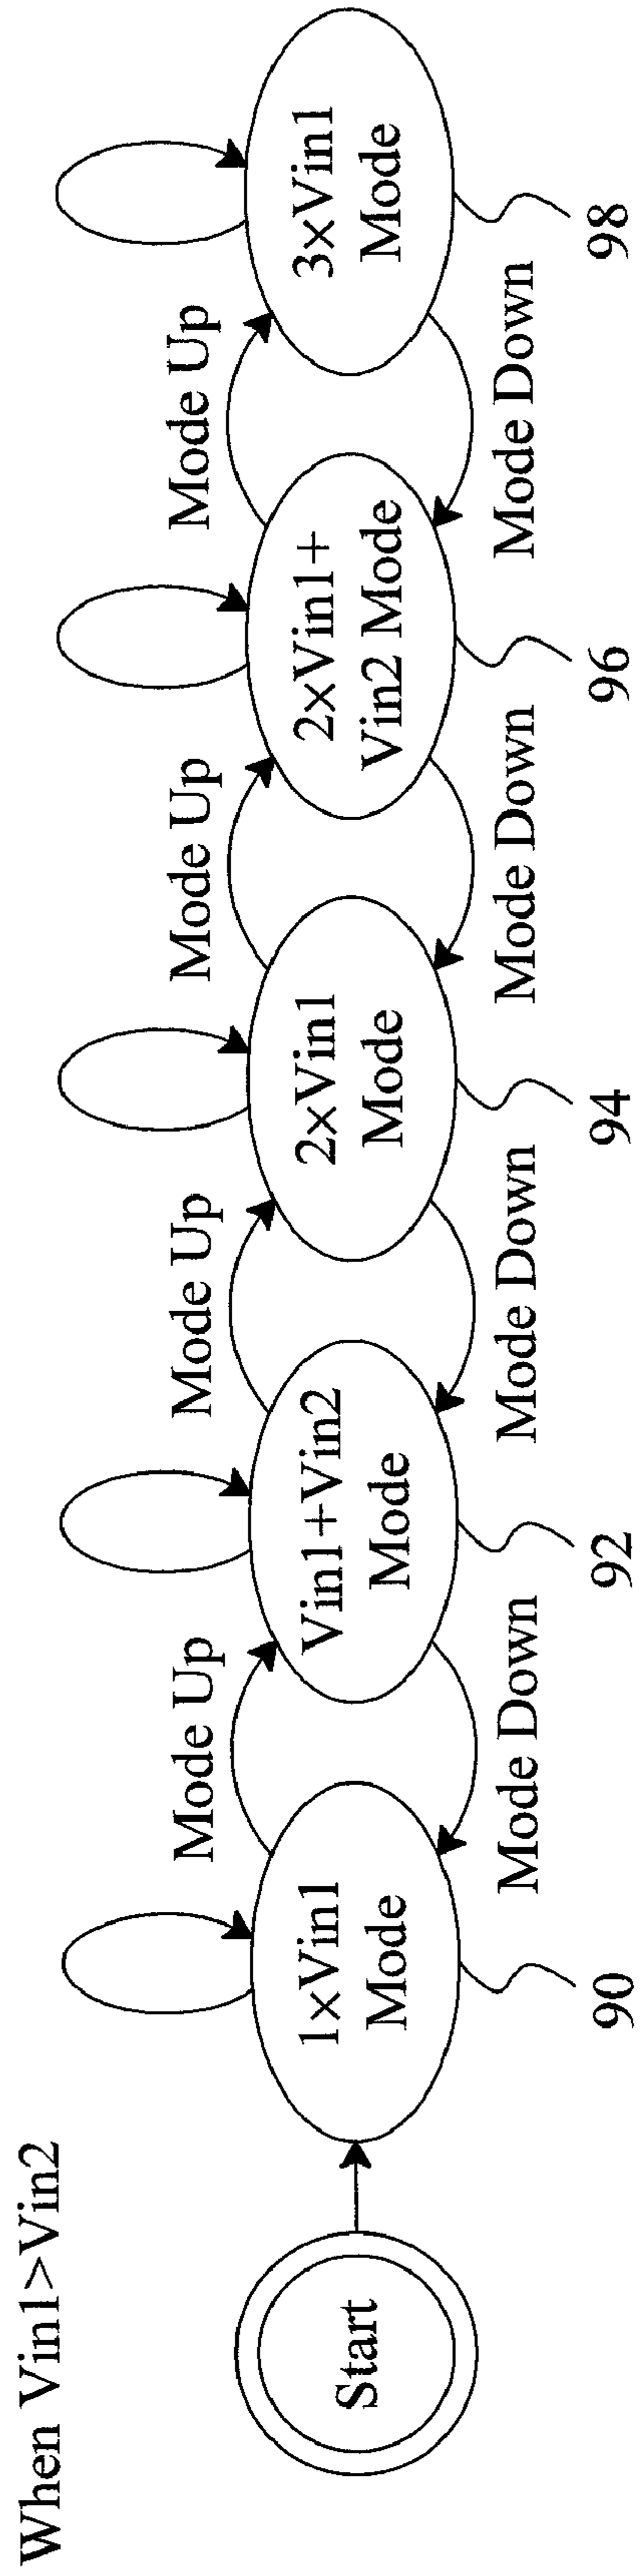 When Vin1>Vin2
Start
1×Vin1
Mode
90
Mode Up
Mode Down
Vin1+Vin2
Mode
92
Mode Up
Mode Down
2×Vin1
Mode
94
Mode Up
Mode Down
2×Vin1+
Vin2 Mode
96
Mode Up
Mode Down
3×Vin1
Mode
98